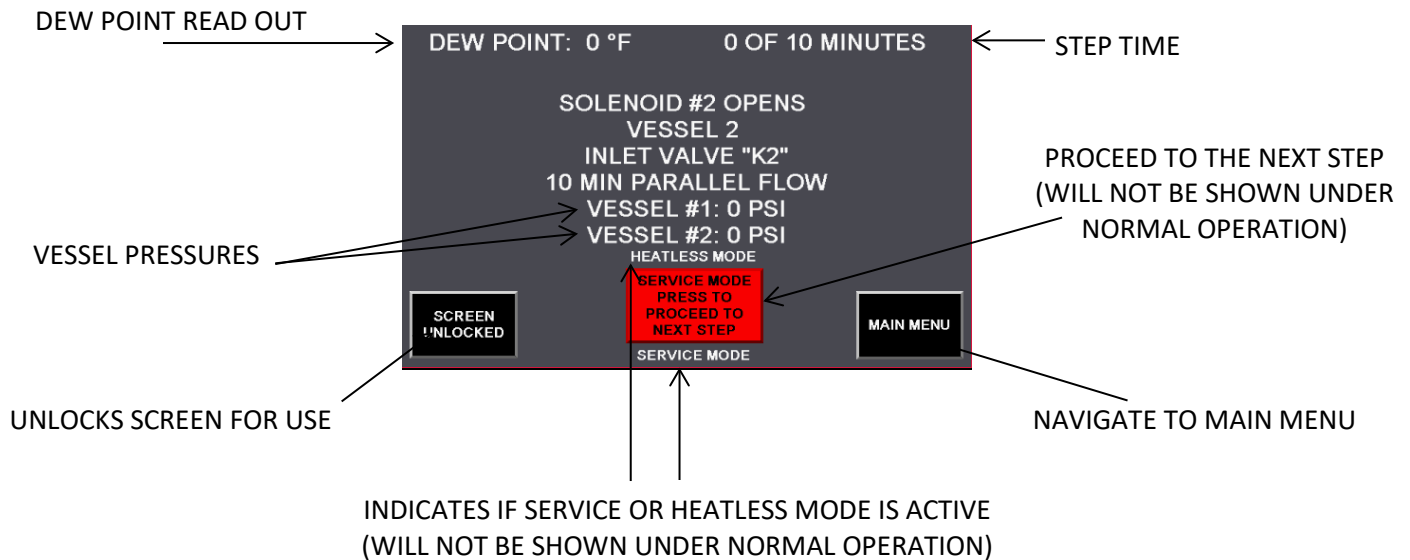 DEW POINT READ OUT
DEW POINT: 0 °F
0 OF 10 MINUTES
STEP TIME
SOLENOID #2 OPENS
VESSEL 2
INLET VALVE "K2"
10 MIN PARALLEL FLOW
VESSEL #1: 0 PSI
VESSEL #2: 0 PSI
HEATLESS MODE
PROCEED TO THE NEXT STEP
(WILL NOT BE SHOWN UNDER
NORMAL OPERATION)
VESSEL PRESSURES
SERVICE MODE
PRESS TO
PROCEED TO
NEXT STEP
SCREEN
UNLOCKED
MAIN MENU
SERVICE MODE
UNLOCKS SCREEN FOR USE
NAVIGATE TO MAIN MENU
INDICATES IF SERVICE OR HEATLESS MODE IS ACTIVE
(WILL NOT BE SHOWN UNDER NORMAL OPERATION)